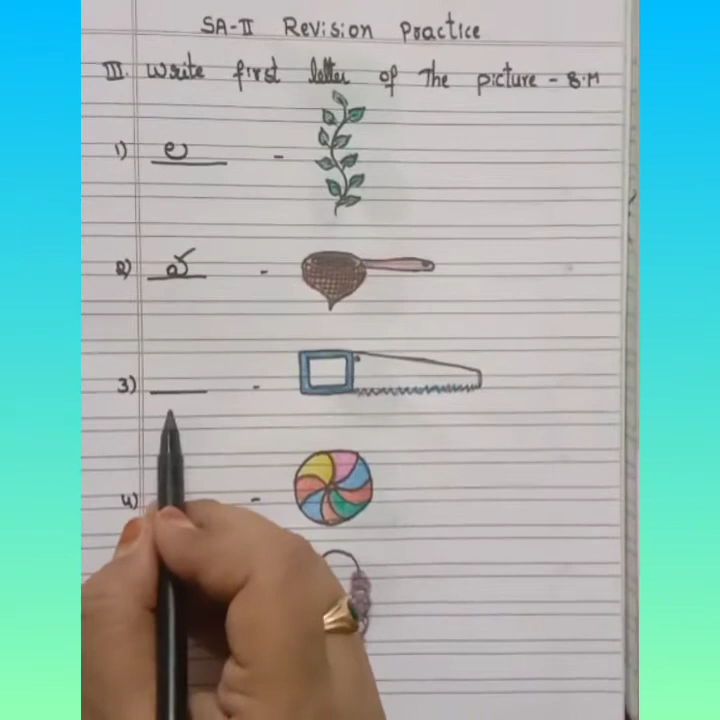 SA-II Revision Practice
III. Write first letter of The picture - 8.M
1) ల -
2) వ -
3) -
4) -